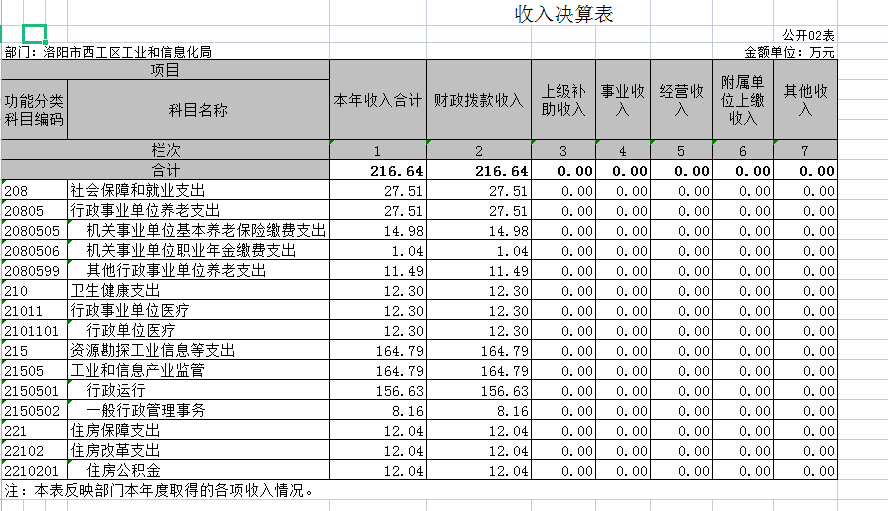 收入决算表
公开02表
部门：洛阳市西工区工业和信息化局 金额单位：万元
项目 本年收入合计 财政拨款收入 上级补助收入 事业收入 经营收入 附属单位上缴收入 其他收入
功能分类科目编码 科目名称
栏次 1 2 3 4 5 6 7
合计 216.64 216.64 0.00 0.00 0.00 0.00 0.00
208 社会保障和就业支出 27.51 27.51 0.00 0.00 0.00 0.00 0.00
20805 行政事业单位养老支出 27.51 27.51 0.00 0.00 0.00 0.00 0.00
2080505 机关事业单位基本养老保险缴费支出 14.98 14.98 0.00 0.00 0.00 0.00 0.00
2080506 机关事业单位职业年金缴费支出 1.04 1.04 0.00 0.00 0.00 0.00 0.00
2080599 其他行政事业单位养老支出 11.49 11.49 0.00 0.00 0.00 0.00 0.00
210 卫生健康支出 12.30 12.30 0.00 0.00 0.00 0.00 0.00
21011 行政事业单位医疗 12.30 12.30 0.00 0.00 0.00 0.00 0.00
2101101 行政单位医疗 12.30 12.30 0.00 0.00 0.00 0.00 0.00
215 资源勘探工业信息等支出 164.79 164.79 0.00 0.00 0.00 0.00 0.00
21505 工业和信息产业监管 164.79 164.79 0.00 0.00 0.00 0.00 0.00
2150501 行政运行 156.63 156.63 0.00 0.00 0.00 0.00 0.00
2150502 一般行政管理事务 8.16 8.16 0.00 0.00 0.00 0.00 0.00
221 住房保障支出 12.04 12.04 0.00 0.00 0.00 0.00 0.00
22102 住房改革支出 12.04 12.04 0.00 0.00 0.00 0.00 0.00
2210201 住房公积金 12.04 12.04 0.00 0.00 0.00 0.00 0.00
注：本表反映部门本年度取得的各项收入情况。